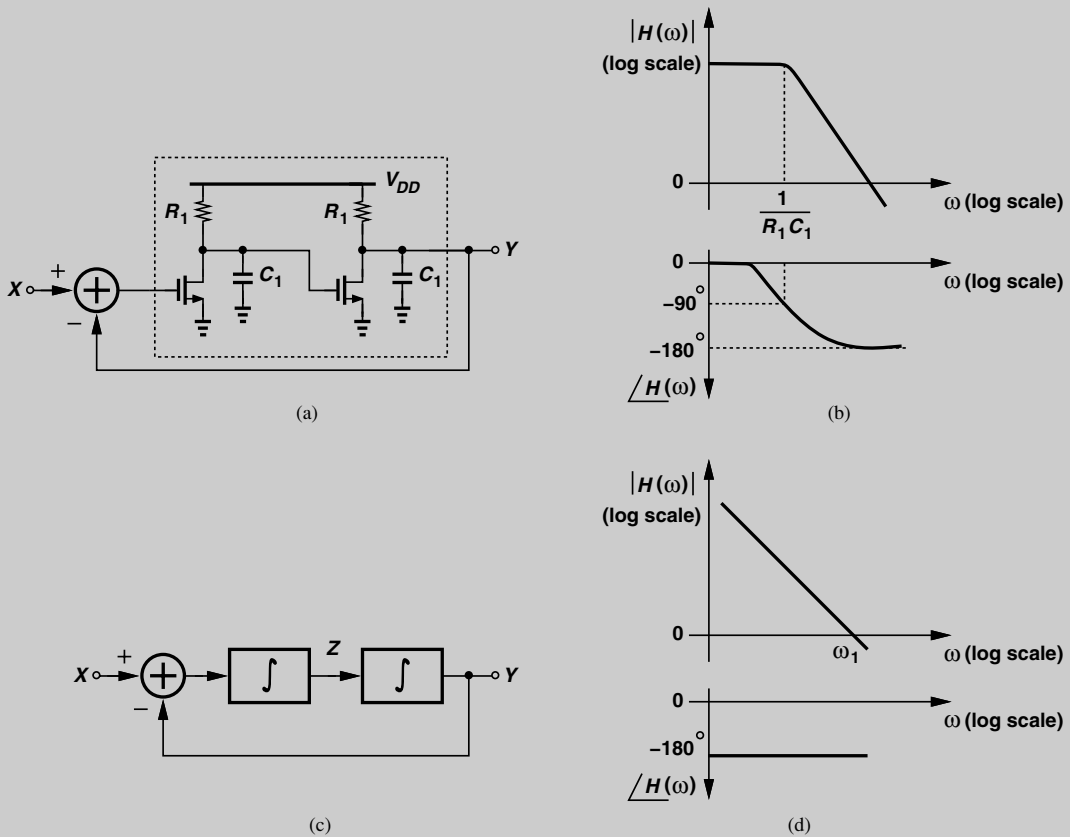 |H(ω)|
(log scale)
0
1
R1C1
ω (log scale)
0
ω (log scale)
−90°
−180°
∠H(ω)
(b)
VDD
R1
R1
C1
C1
X
+
+
−
Y
(a)
|H(ω)|
(log scale)
0
ω1
ω (log scale)
0
ω (log scale)
−180°
∠H(ω)
(d)
X
+
+
−
∫
Z
∫
Y
(c)